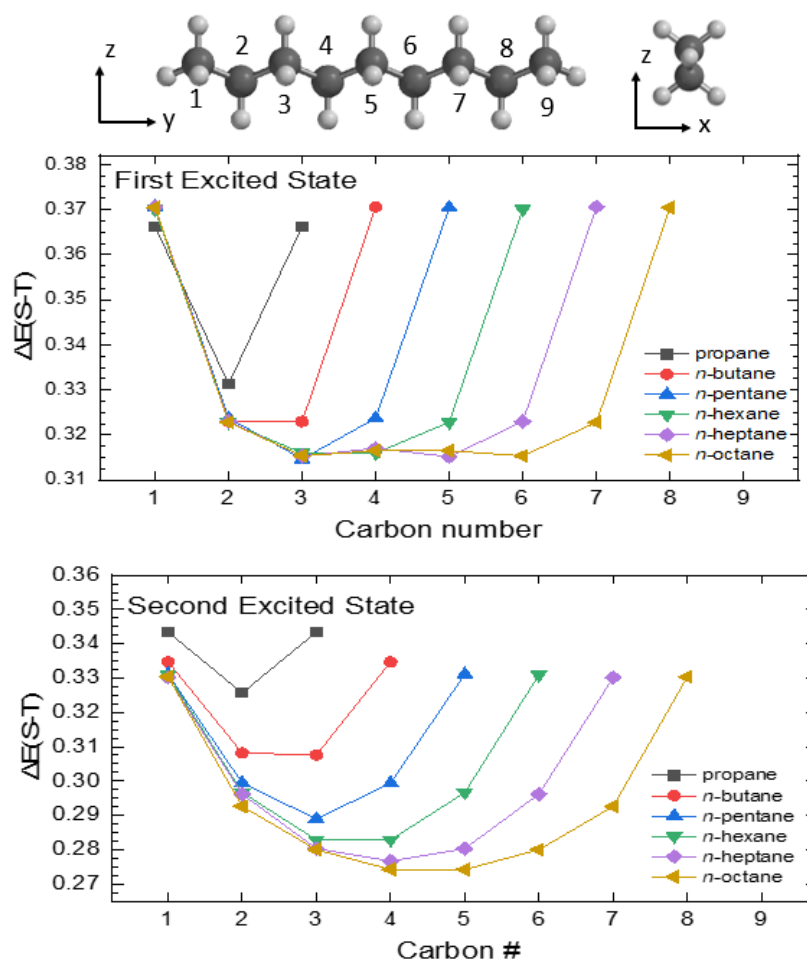 z
y
1
2
3
4
5
6
7
8
9
z
x
First Excited State
ΔE(S-T)
0.38
0.37
0.36
0.35
0.34
0.33
0.32
0.31
propane
n-butane
n-pentane
n-hexane
n-heptane
n-octane
1 2 3 4 5 6 7 8 9
Carbon number
Second Excited State
ΔE(S-T)
0.36
0.35
0.34
0.33
0.32
0.31
0.30
0.29
0.28
0.27
propane
n-butane
n-pentane
n-hexane
n-heptane
n-octane
1 2 3 4 5 6 7 8 9
Carbon #